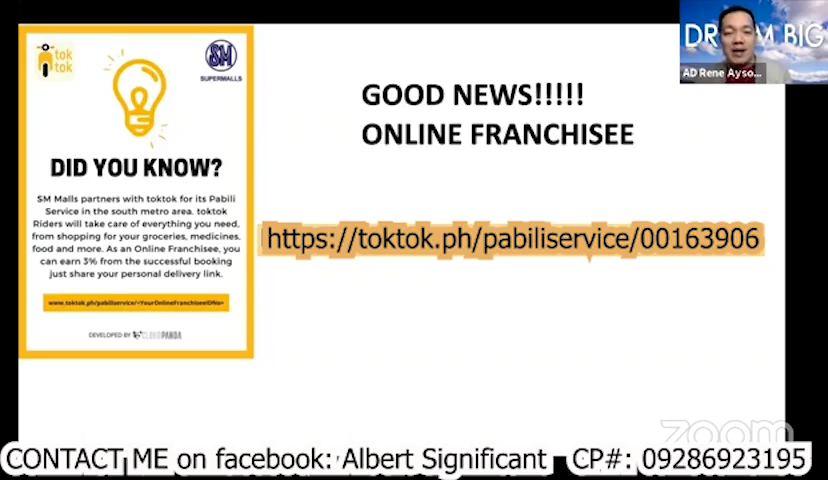 tok
tok
SM
SUPERMALLS
DID YOU KNOW?
SM Malls partners with toktok for its Pabili
Service in the south metro area. toktok
Riders will take care of everything you need,
from shopping for your groceries, medicines,
food and more. As an Online Franchisee, you
can earn 3% from the successful booking
just share your personal delivery link.
www.toktok.ph/pabiliservice/<YourOnlineFranchiseeIDNo>
DEVELOPED BY CLOUDPANDA
GOOD NEWS!!!!!
ONLINE FRANCHISEE
https://toktok.ph/pabiliservice/00163906
DREAM BIG
AD Rene Ayso...
zoom
CONTACT ME on facebook: Albert Significant CP#: 09286923195